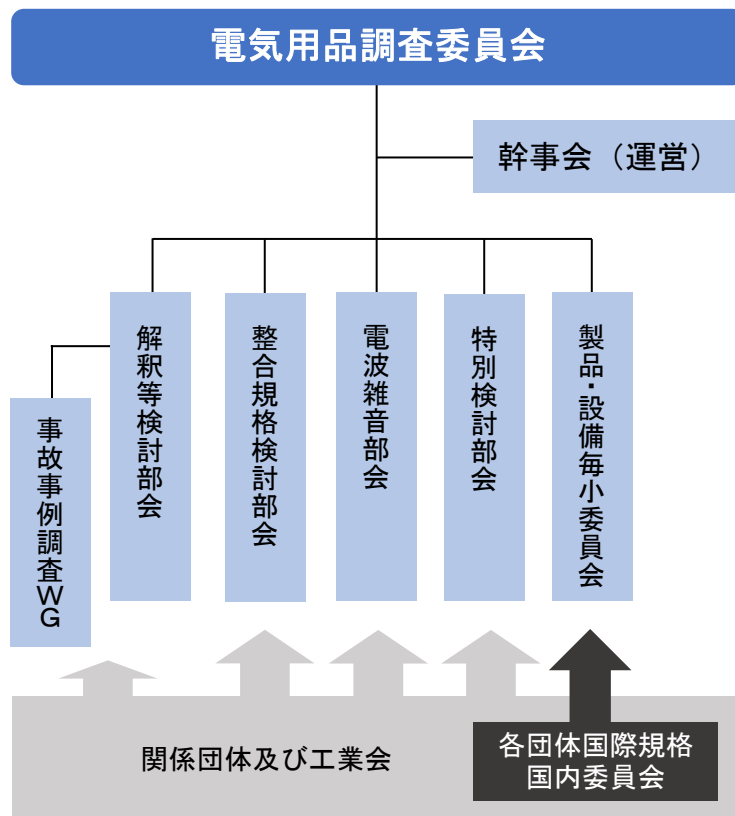 電気用品調査委員会
幹事会（運営）
解釈等検討部会
整合規格検討部会
電波雑音部会
特別検討部会
製品・設備毎小委員会
事故事例調査WG
関係団体及び工業会
各団体国際規格
国内委員会